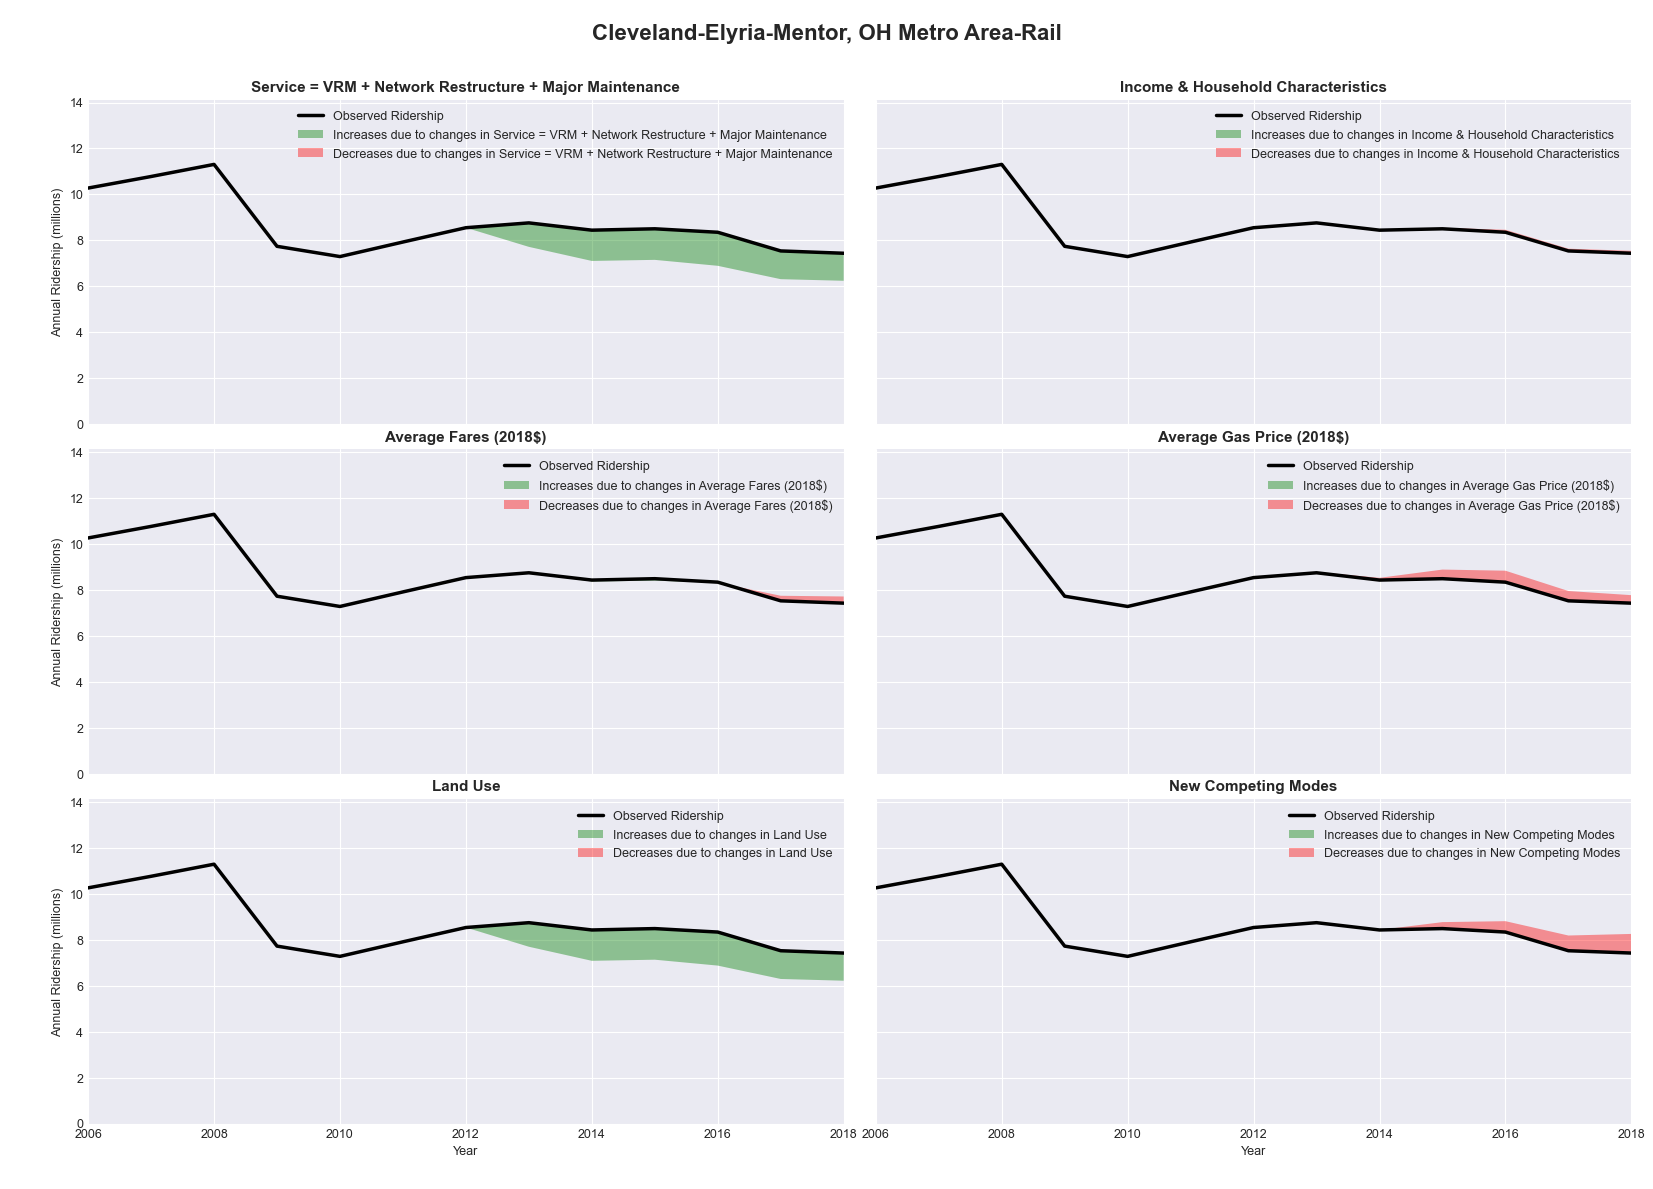 Cleveland-Elyria-Mentor, OH Metro Area-Rail
Service = VRM + Network Restructure + Major Maintenance
Observed Ridership
Increases due to changes in Service = VRM + Network Restructure + Major Maintenance
Decreases due to changes in Service = VRM + Network Restructure + Major Maintenance
14
12
10
8
6
4
2
0
Annual Ridership (millions)
Income & Household Characteristics
Observed Ridership
Increases due to changes in Income & Household Characteristics
Decreases due to changes in Income & Household Characteristics
Average Fares (2018$)
Observed Ridership
Increases due to changes in Average Fares (2018$)
Decreases due to changes in Average Fares (2018$)
14
12
10
8
6
4
2
0
Annual Ridership (millions)
Average Gas Price (2018$)
Observed Ridership
Increases due to changes in Average Gas Price (2018$)
Decreases due to changes in Average Gas Price (2018$)
Land Use
Observed Ridership
Increases due to changes in Land Use
Decreases due to changes in Land Use
14
12
10
8
6
4
2
0
Annual Ridership (millions)
2006 2008 2010 2012 2014 2016 2018
Year
New Competing Modes
Observed Ridership
Increases due to changes in New Competing Modes
Decreases due to changes in New Competing Modes
2006 2008 2010 2012 2014 2016 2018
Year